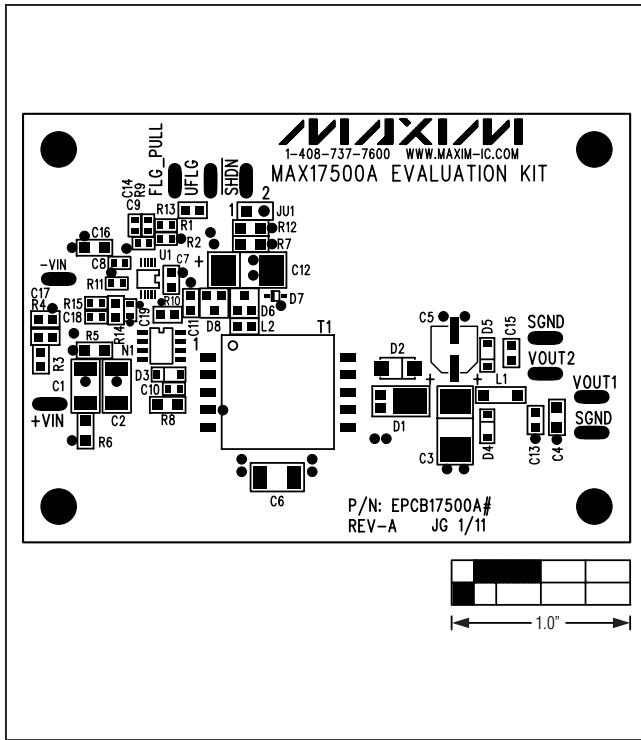 MAXIM
1-408-737-7600 WWW.MAXIM-IC.COM
MAX17500A EVALUATION KIT
FLG_PULL
UFLG
SHDN
C14
R9
C9
R13
R1
R2
1
2
JU1
R12
R7
C16
-VIN
C8
U1
C7
+
C12
R11
C17
R4
R15
C18
R14
C19
R10
C11
D8
D6
D7
L2
R3
R5
N1
1
T1
C1
C2
D3
C10
R8
+VIN
R6
C6
C5
D5
C15
SGND
VOUT2
D2
+
+
L1
VOUT1
D1
SGND
C3
D4
C13
C4
P/N: EPCB17500A#
REV-A JG 1/11
1.0"